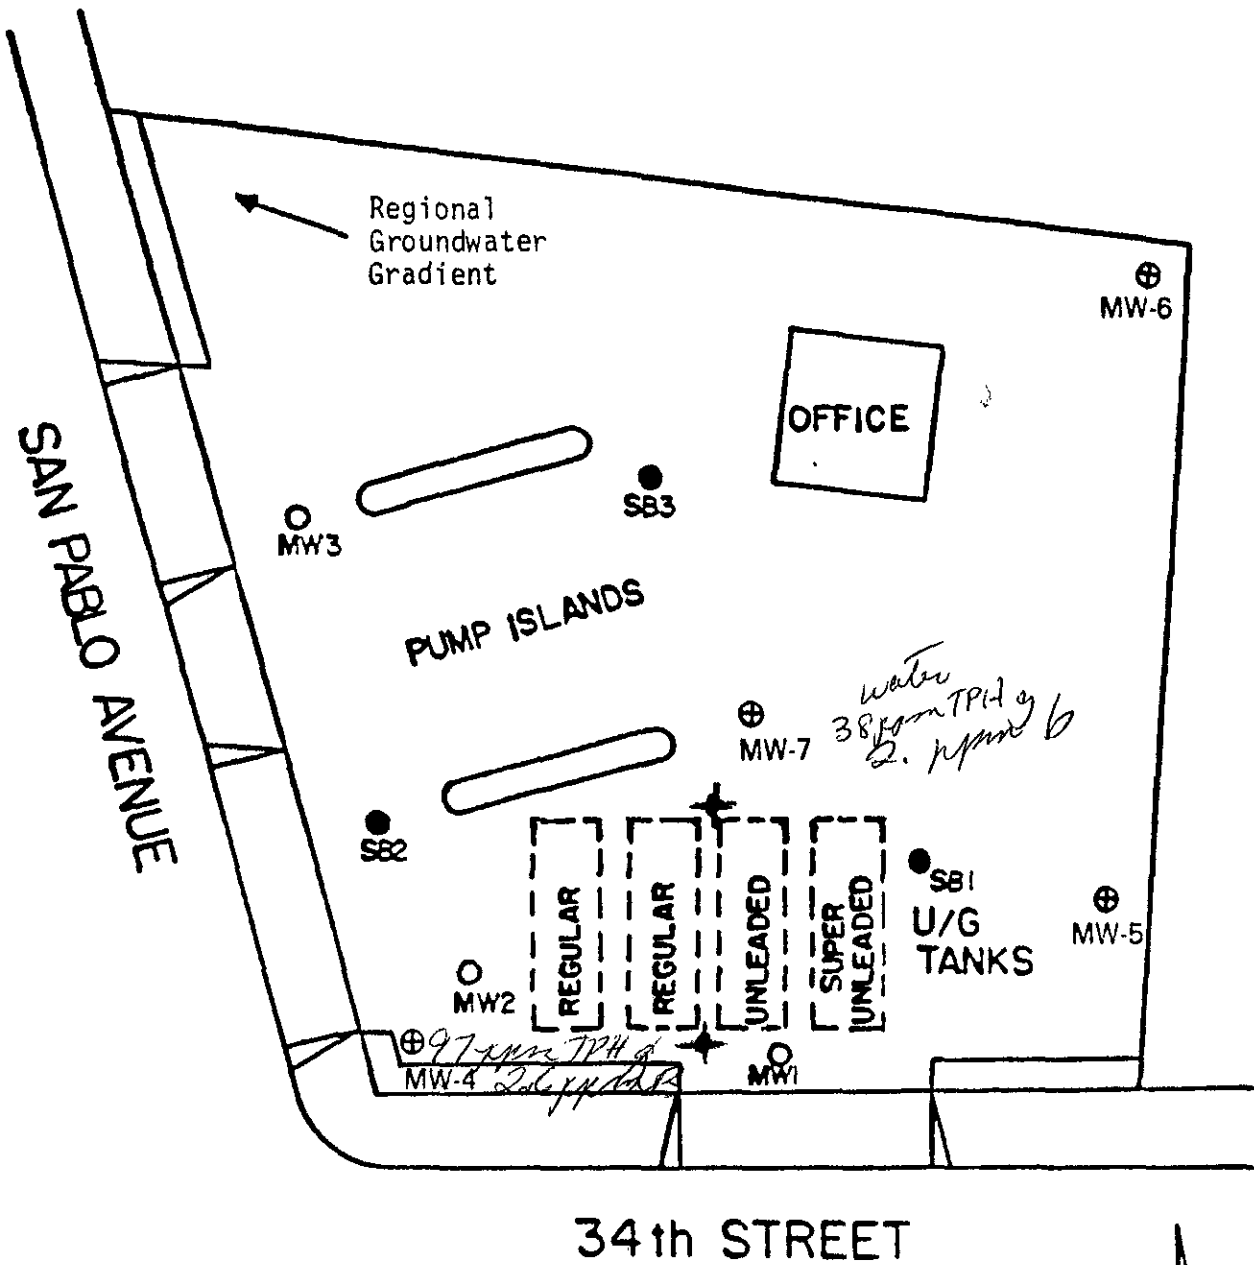 Regional
Groundwater
Gradient
MW-6
OFFICE
SB3
MW3
SAN PABLO AVENUE
PUMP ISLANDS
water
38 ppm TPH g
2. ppm b
MW-7
SB2
REGULAR
REGULAR
UNLEADED
SUPER
UNLEADED
SB1
U/G
TANKS
MW-5
MW2
97 ppm TPH g
MW-4
MW1
34th STREET